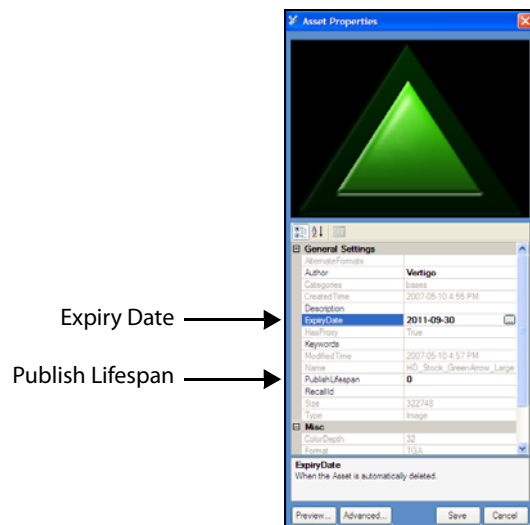 Asset Properties
General Settings
AlternateFormats
Author Vertigo
Categories bases
CreatedTime 2007-05-10 4:55 PM
Description
Expiry Date
ExpiryDate 2011-09-30 ...
HasProxy True
Keywords
ModifiedTime 2007-05-10 4:57 PM
Name HD_Stock_GreenArrow_Large
Publish Lifespan
PublishLifespan 0
RecallId
Size 322748
Type Image
Misc
ColorDepth 32
Format TGA
ExpiryDate
When the Asset is automatically deleted.
Preview... Advanced... Save Cancel